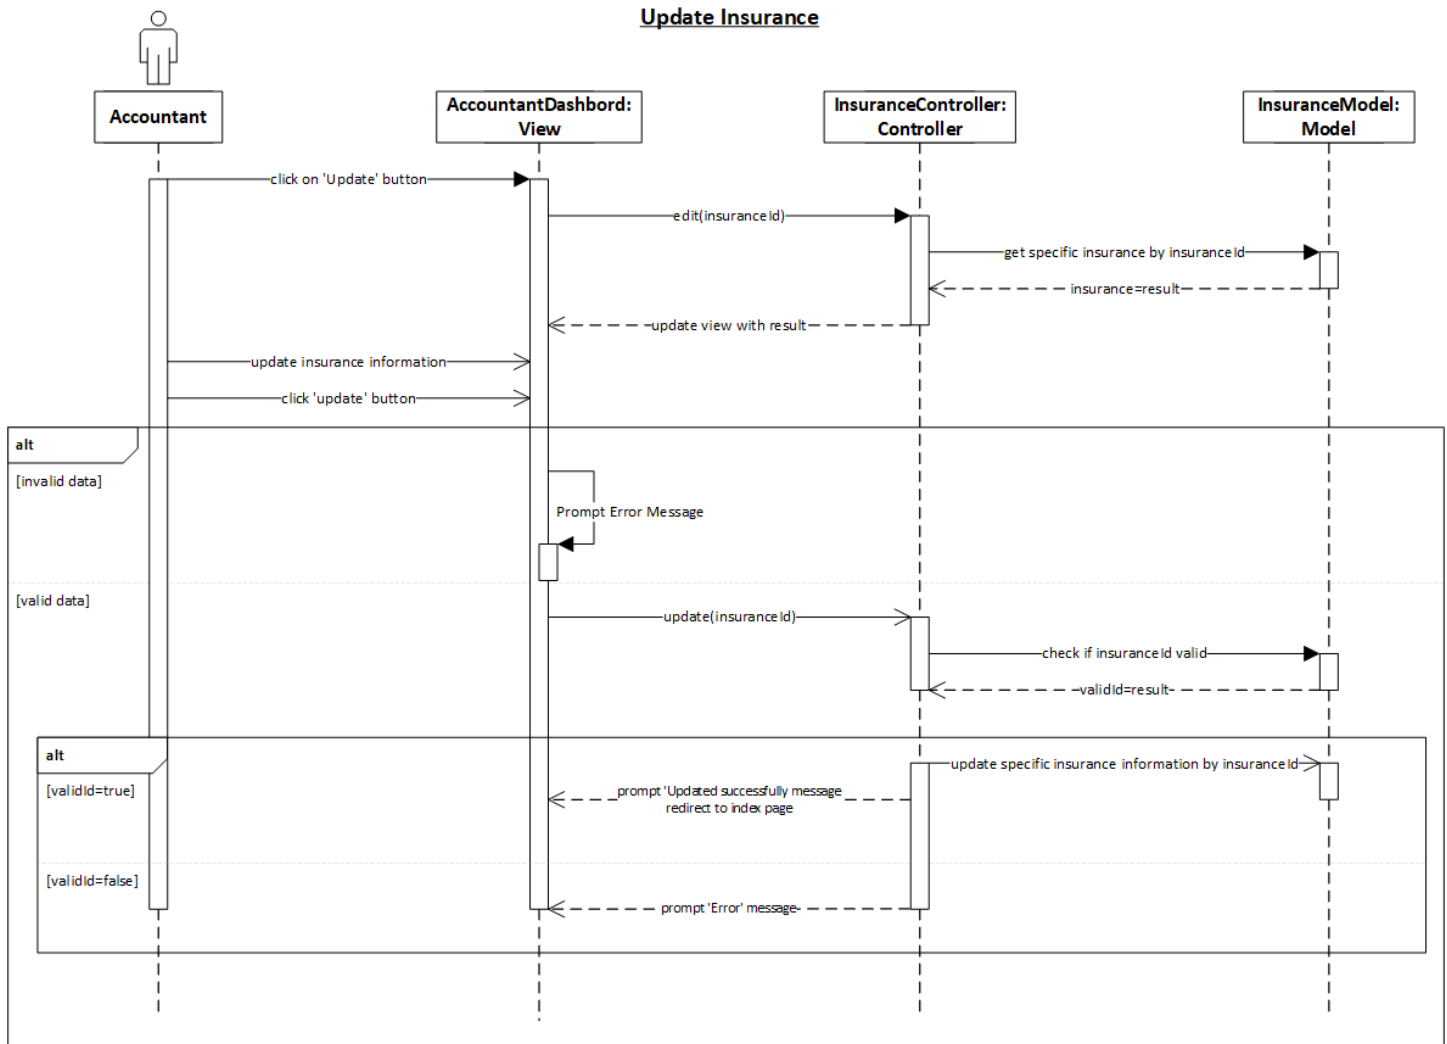 Update Insurance
Accountant
AccountantDashbord:
View
InsuranceController:
Controller
InsuranceModel:
Model
click on 'Update' button
edit(insuranceId)
get specific insurance by insuranceId
insurance=result
update view with result
update insurance information
click 'update' button
alt
[invalid data]
Prompt Error Message
[valid data]
update(insuranceId)
check if insuranceId valid
validId=result
alt
update specific insurance information by insuranceId
[validId=true]
prompt 'Updated successfully message
redirect to index page
[validId=false]
prompt 'Error' message